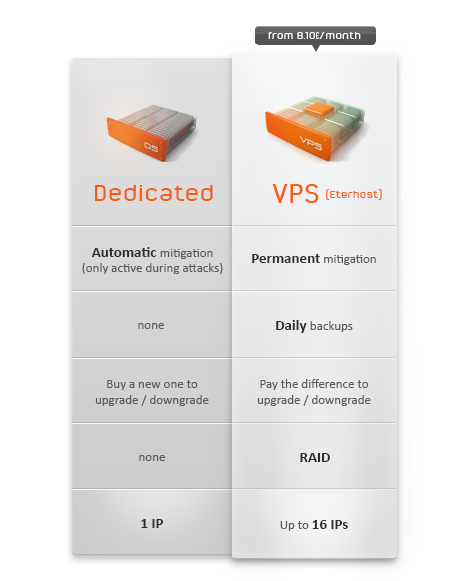 from 8.10€/month
DS
VPS
Dedicated
VPS (Eterhost)
Automatic mitigation
(only active during attacks)
Permanent mitigation
none
Daily backups
Buy a new one to
upgrade / downgrade
Pay the difference to
upgrade / downgrade
none
RAID
1 IP
Up to 16 IPs